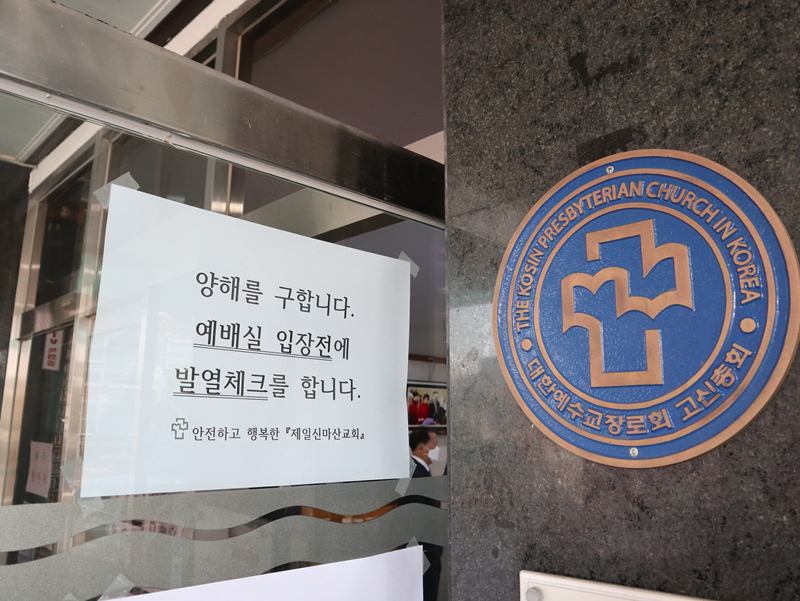 양해를 구합니다.
예배실 입장전에
발열체크를 합니다.
안전하고 행복한 『제일신마산교회』
THE KOSIN PRESBYTERIAN CHURCH IN KOREA
대한예수교장로회 고신총회